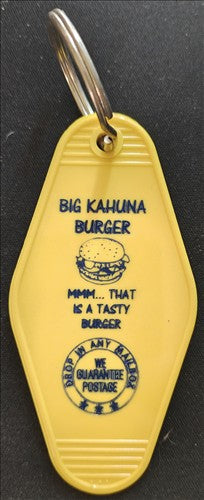 BIG KAHUNA
BURGER
MMM... THAT
IS A TASTY
BURGER
DROP IN ANY MAILBOX
WE
GUARANTEE
POSTAGE